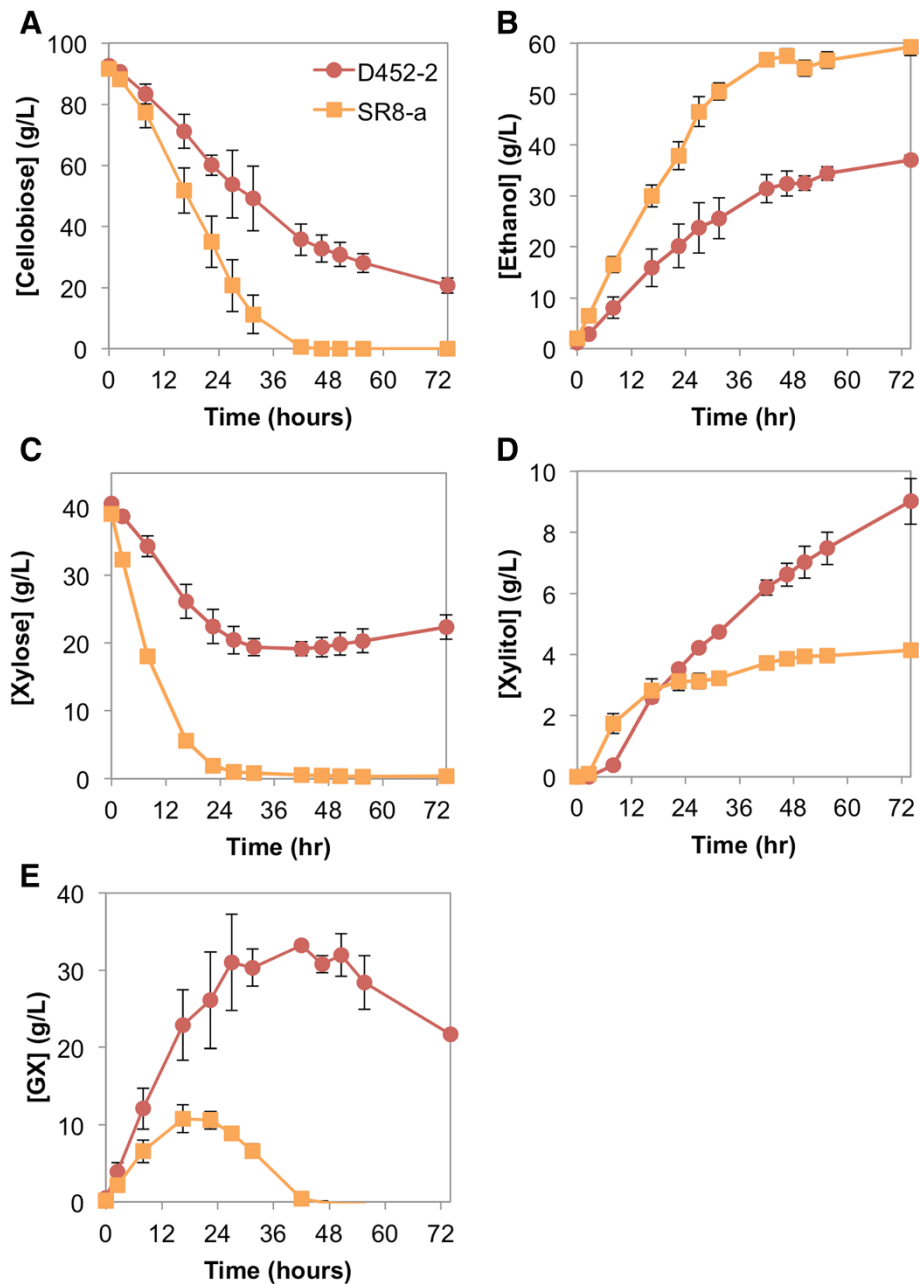 A
[Cellobiose] (g/L)
100
80
60
40
20
0
0 12 24 36 48 60 72
Time (hours)
D452-2
SR8-a
B
[Ethanol] (g/L)
60
50
40
30
20
10
0
0 12 24 36 48 60 72
Time (hr)
C
[Xylose] (g/L)
40
30
20
10
0
0 12 24 36 48 60 72
Time (hr)
D
[Xylitol] (g/L)
10
8
6
4
2
0
0 12 24 36 48 60 72
Time (hr)
E
[GX] (g/L)
40
30
20
10
0
0 12 24 36 48 60 72
Time (hours)